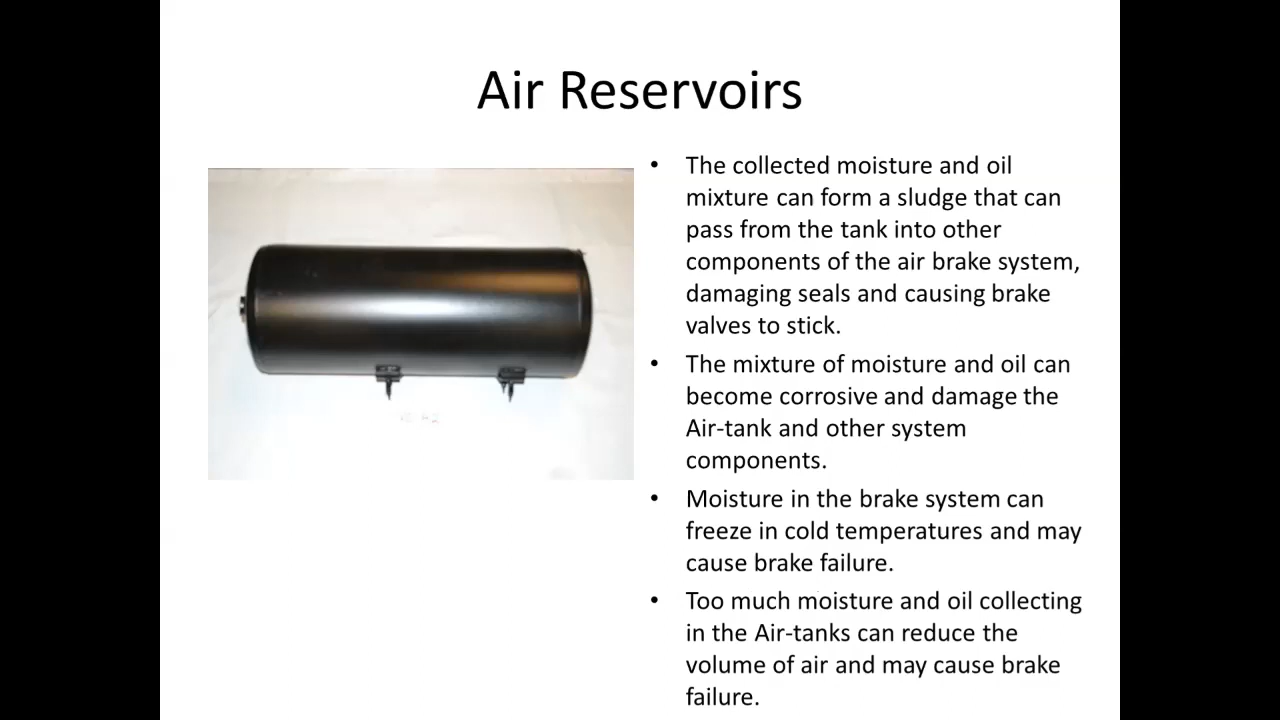 Air Reservoirs
• The collected moisture and oil
mixture can form a sludge that can
pass from the tank into other
components of the air brake system,
damaging seals and causing brake
valves to stick.
• The mixture of moisture and oil can
become corrosive and damage the
Air-tank and other system
components.
• Moisture in the brake system can
freeze in cold temperatures and may
cause brake failure.
• Too much moisture and oil collecting
in the Air-tanks can reduce the
volume of air and may cause brake
failure.